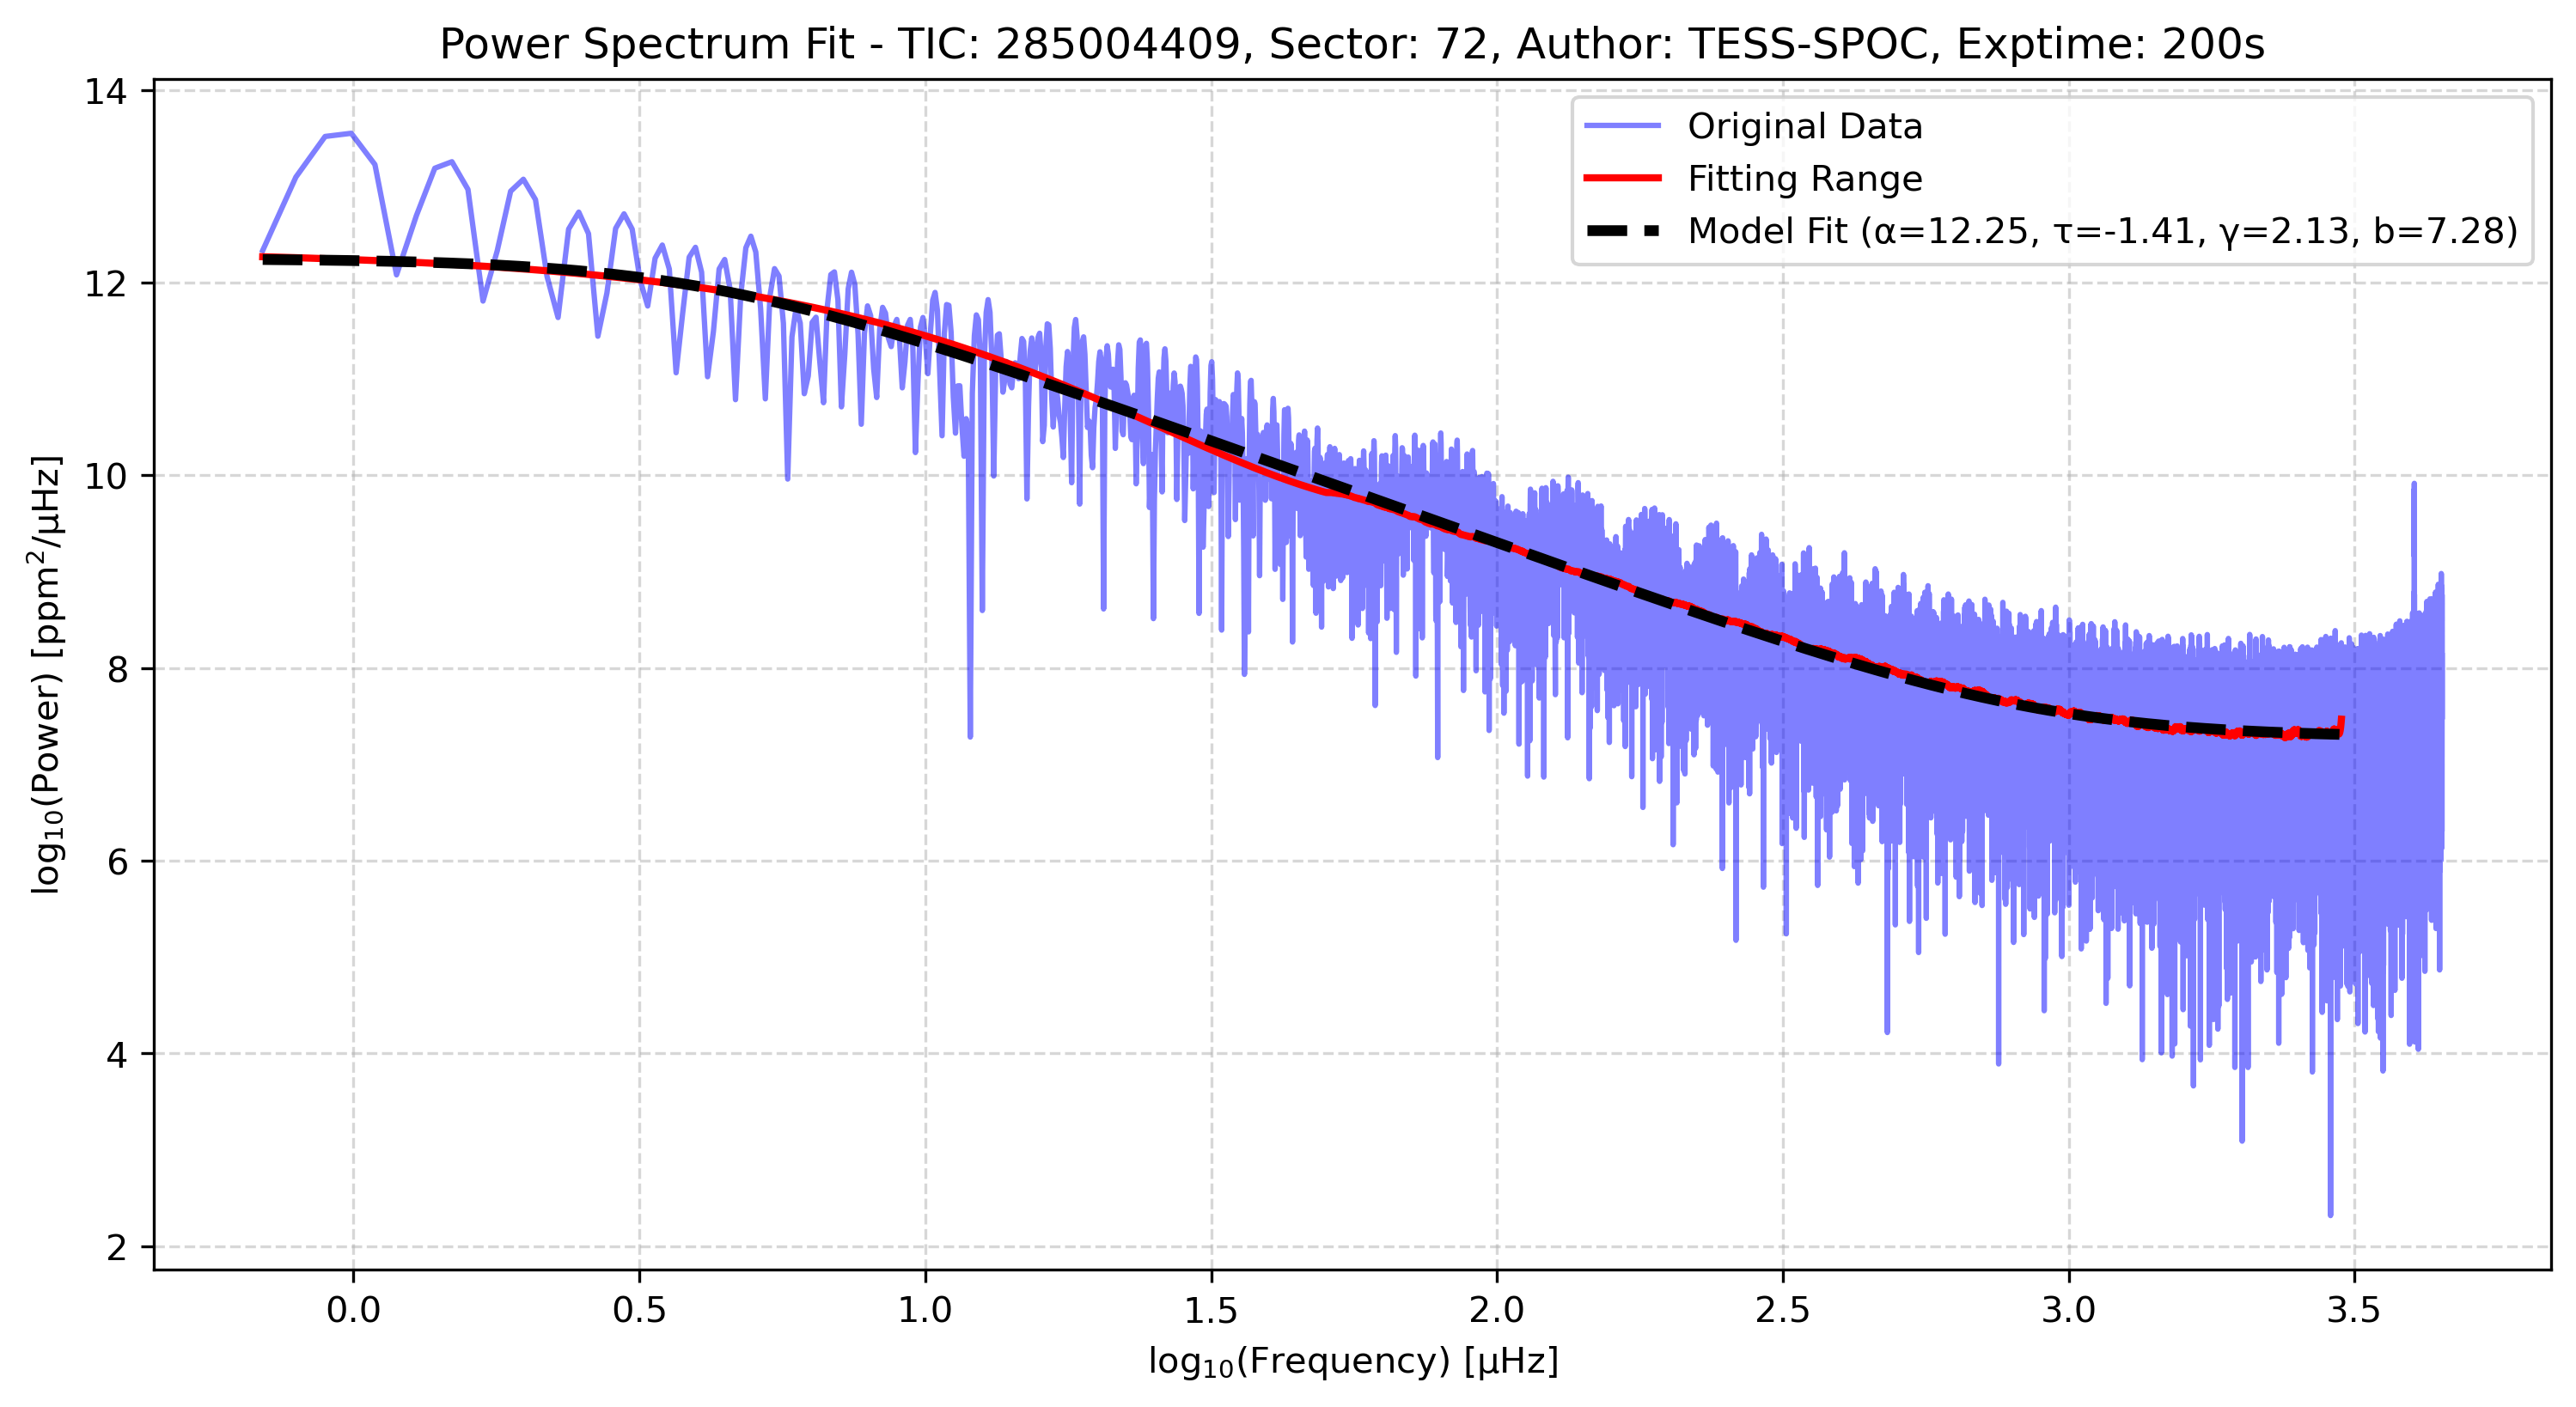 Power Spectrum Fit - TIC: 285004409, Sector: 72, Author: TESS-SPOC, Exptime: 200s
Original Data
Fitting Range
Model Fit (α=12.25, τ=-1.41, γ=2.13, b=7.28)
log₁₀(Power) [ppm²/μHz]
14
12
10
8
6
4
2
0.0 0.5 1.0 1.5 2.0 2.5 3.0 3.5
log₁₀(Frequency) [μHz]